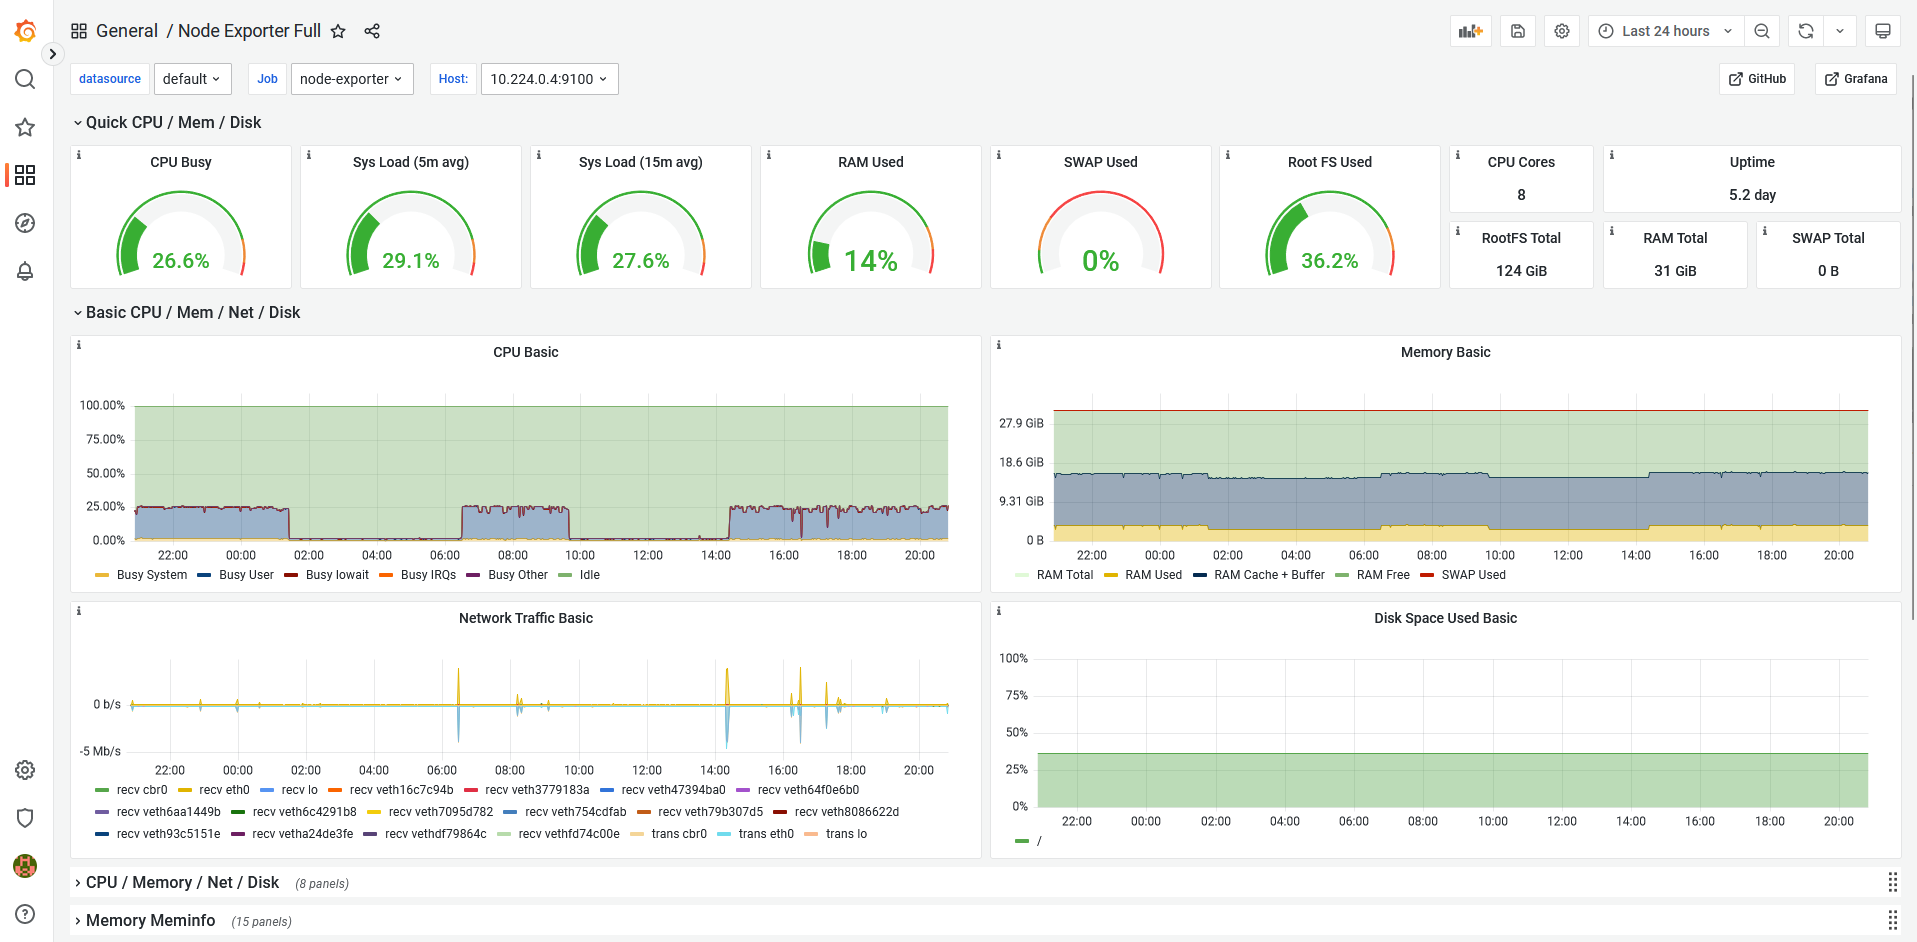 General / Node Exporter Full
Last 24 hours
datasource default Job node-exporter Host: 10.224.0.4:9100 GitHub Grafana
Quick CPU / Mem / Disk
CPU Busy
26.6%
Sys Load (5m avg)
29.1%
Sys Load (15m avg)
27.6%
RAM Used
14%
SWAP Used
0%
Root FS Used
36.2%
CPU Cores
8
Uptime
5.2 day
RootFS Total
124 GiB
RAM Total
31 GiB
SWAP Total
0 B
Basic CPU / Mem / Net / Disk
CPU Basic
100.00%
75.00%
50.00%
25.00%
0.00%
22:00 00:00 02:00 04:00 06:00 08:00 10:00 12:00 14:00 16:00 18:00 20:00
Busy System Busy User Busy Iowait Busy IRQs Busy Other Idle
Memory Basic
27.9 GiB
18.6 GiB
9.31 GiB
0 B
22:00 00:00 02:00 04:00 06:00 08:00 10:00 12:00 14:00 16:00 18:00 20:00
RAM Total RAM Used RAM Cache + Buffer RAM Free SWAP Used
Network Traffic Basic
0 b/s
-5 Mb/s
22:00 00:00 02:00 04:00 06:00 08:00 10:00 12:00 14:00 16:00 18:00 20:00
recv cbr0 recv eth0 recv lo recv veth16c7c94b recv veth3779183a recv veth47394ba0 recv veth64f0e6b0
recv veth6aa1449b recv veth6c4291b8 recv veth7095d782 recv veth754cdfab recv veth79b307d5 recv veth8086622d
recv veth93c5151e recv vetha24de3fe recv vethdf79864c recv vethfd74c00e trans cbr0 trans eth0 trans lo
Disk Space Used Basic
100%
75%
50%
25%
0%
22:00 00:00 02:00 04:00 06:00 08:00 10:00 12:00 14:00 16:00 18:00 20:00
/
CPU / Memory / Net / Disk (8 panels)
Memory Meminfo (15 panels)